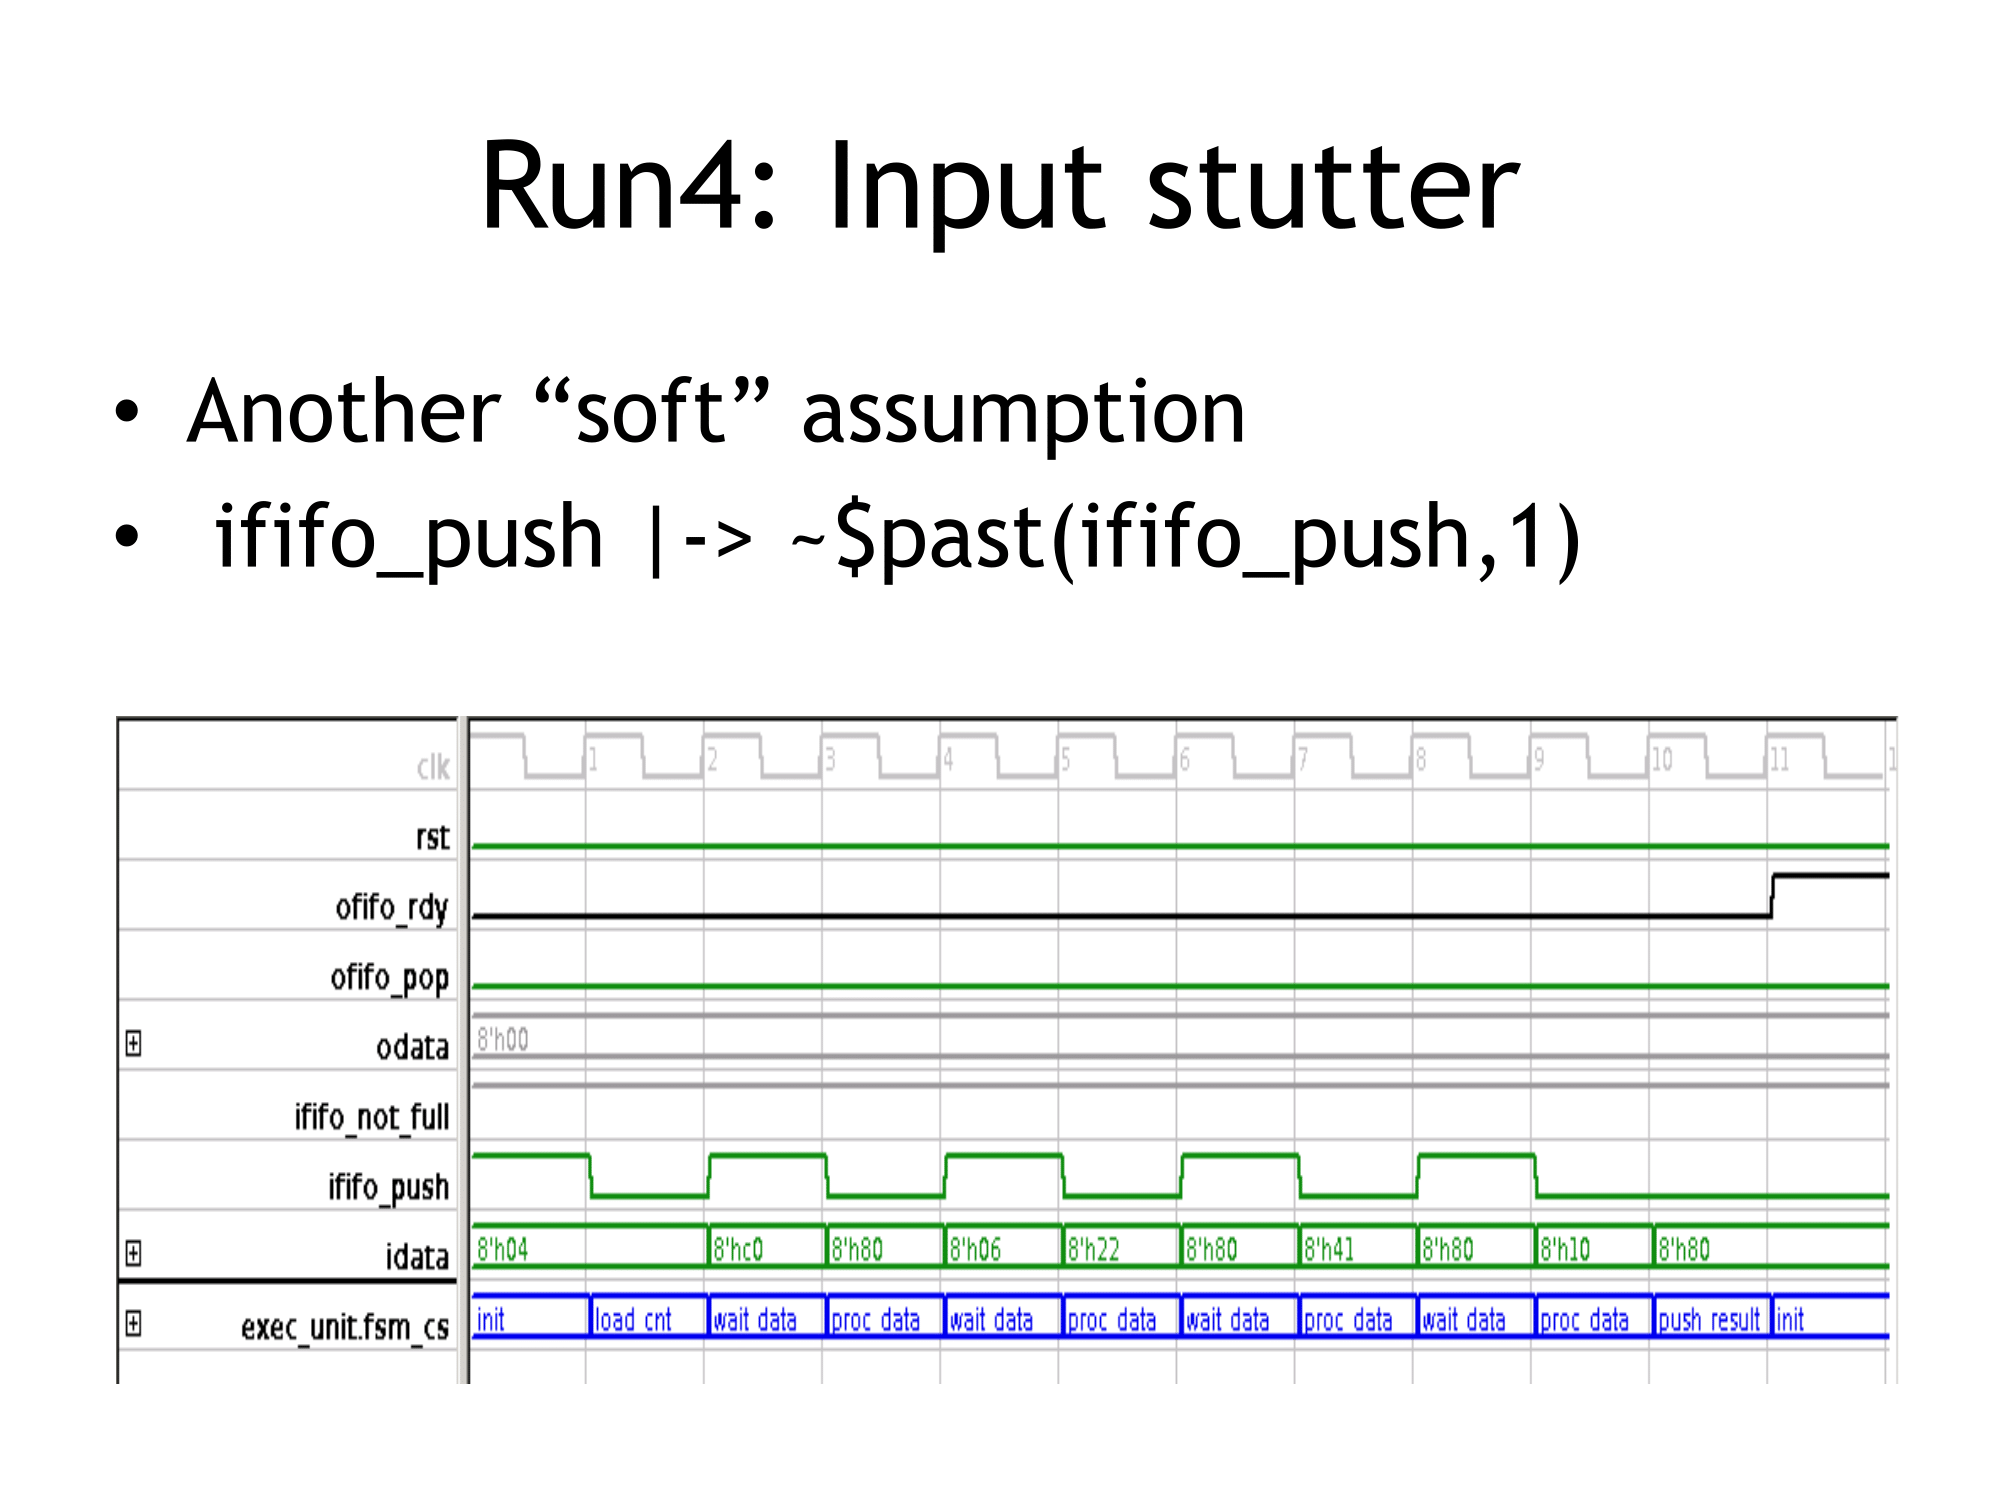 Run4: Input stutter
• Another “soft” assumption
• ififo_push |-> ~$past(ififo_push,1)
clk 1 2 3 4 5 6 7 8 9 10 11 1
rst
ofifo_rdy
ofifo_pop
odata 8'h00
ififo_not_full
ififo_push
idata 8'h04 8'hc0 8'h80 8'h06 8'h22 8'h80 8'h41 8'h80 8'h10 8'h80
exec_unit.fsm_cs init load cnt wait data proc data wait data proc data wait data proc data wait data proc data push result init